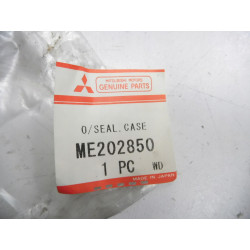 MITSUBISHI MOTORS
GENUINE PARTS
O/SEAL.CASE
ME202850
1 PC WD
MADE IN JAPAN